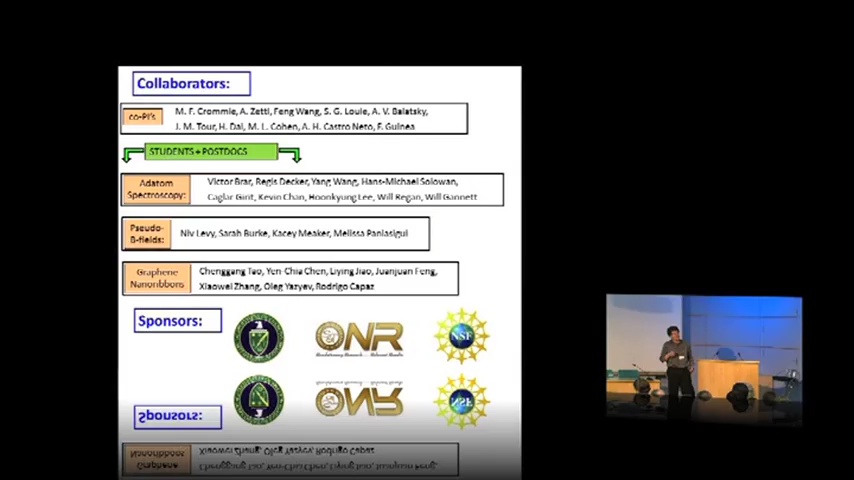 Collaborators:
co-PI's
M. F. Crommie, A. Zettl, Feng Wang, S. G. Louie, A. V. Balatsky,
J. M. Tour, H. Dai, M. L. Cohen, A. H. Castro Neto, F. Guinea
STUDENTS + POSTDOCS
Adatom
Spectroscopy:
Victor Brar, Regis Decker, Yang Wang, Hans-Michael Solowan,
Caglar Girit, Kevin Chan, Hoonkyung Lee, Will Regan, Will Gannett
Pseudo-
B-fields:
Niv Levy, Sarah Burke, Kacey Meaker, Melissa Panlasigui
Graphene
Nanoribbons
Chenggang Tao, Yen-Chia Chen, Liying Jiao, Juanjuan Feng,
Xiaowei Zhang, Oleg Yazyev, Rodrigo Capaz
Sponsors:
ONR
NSF